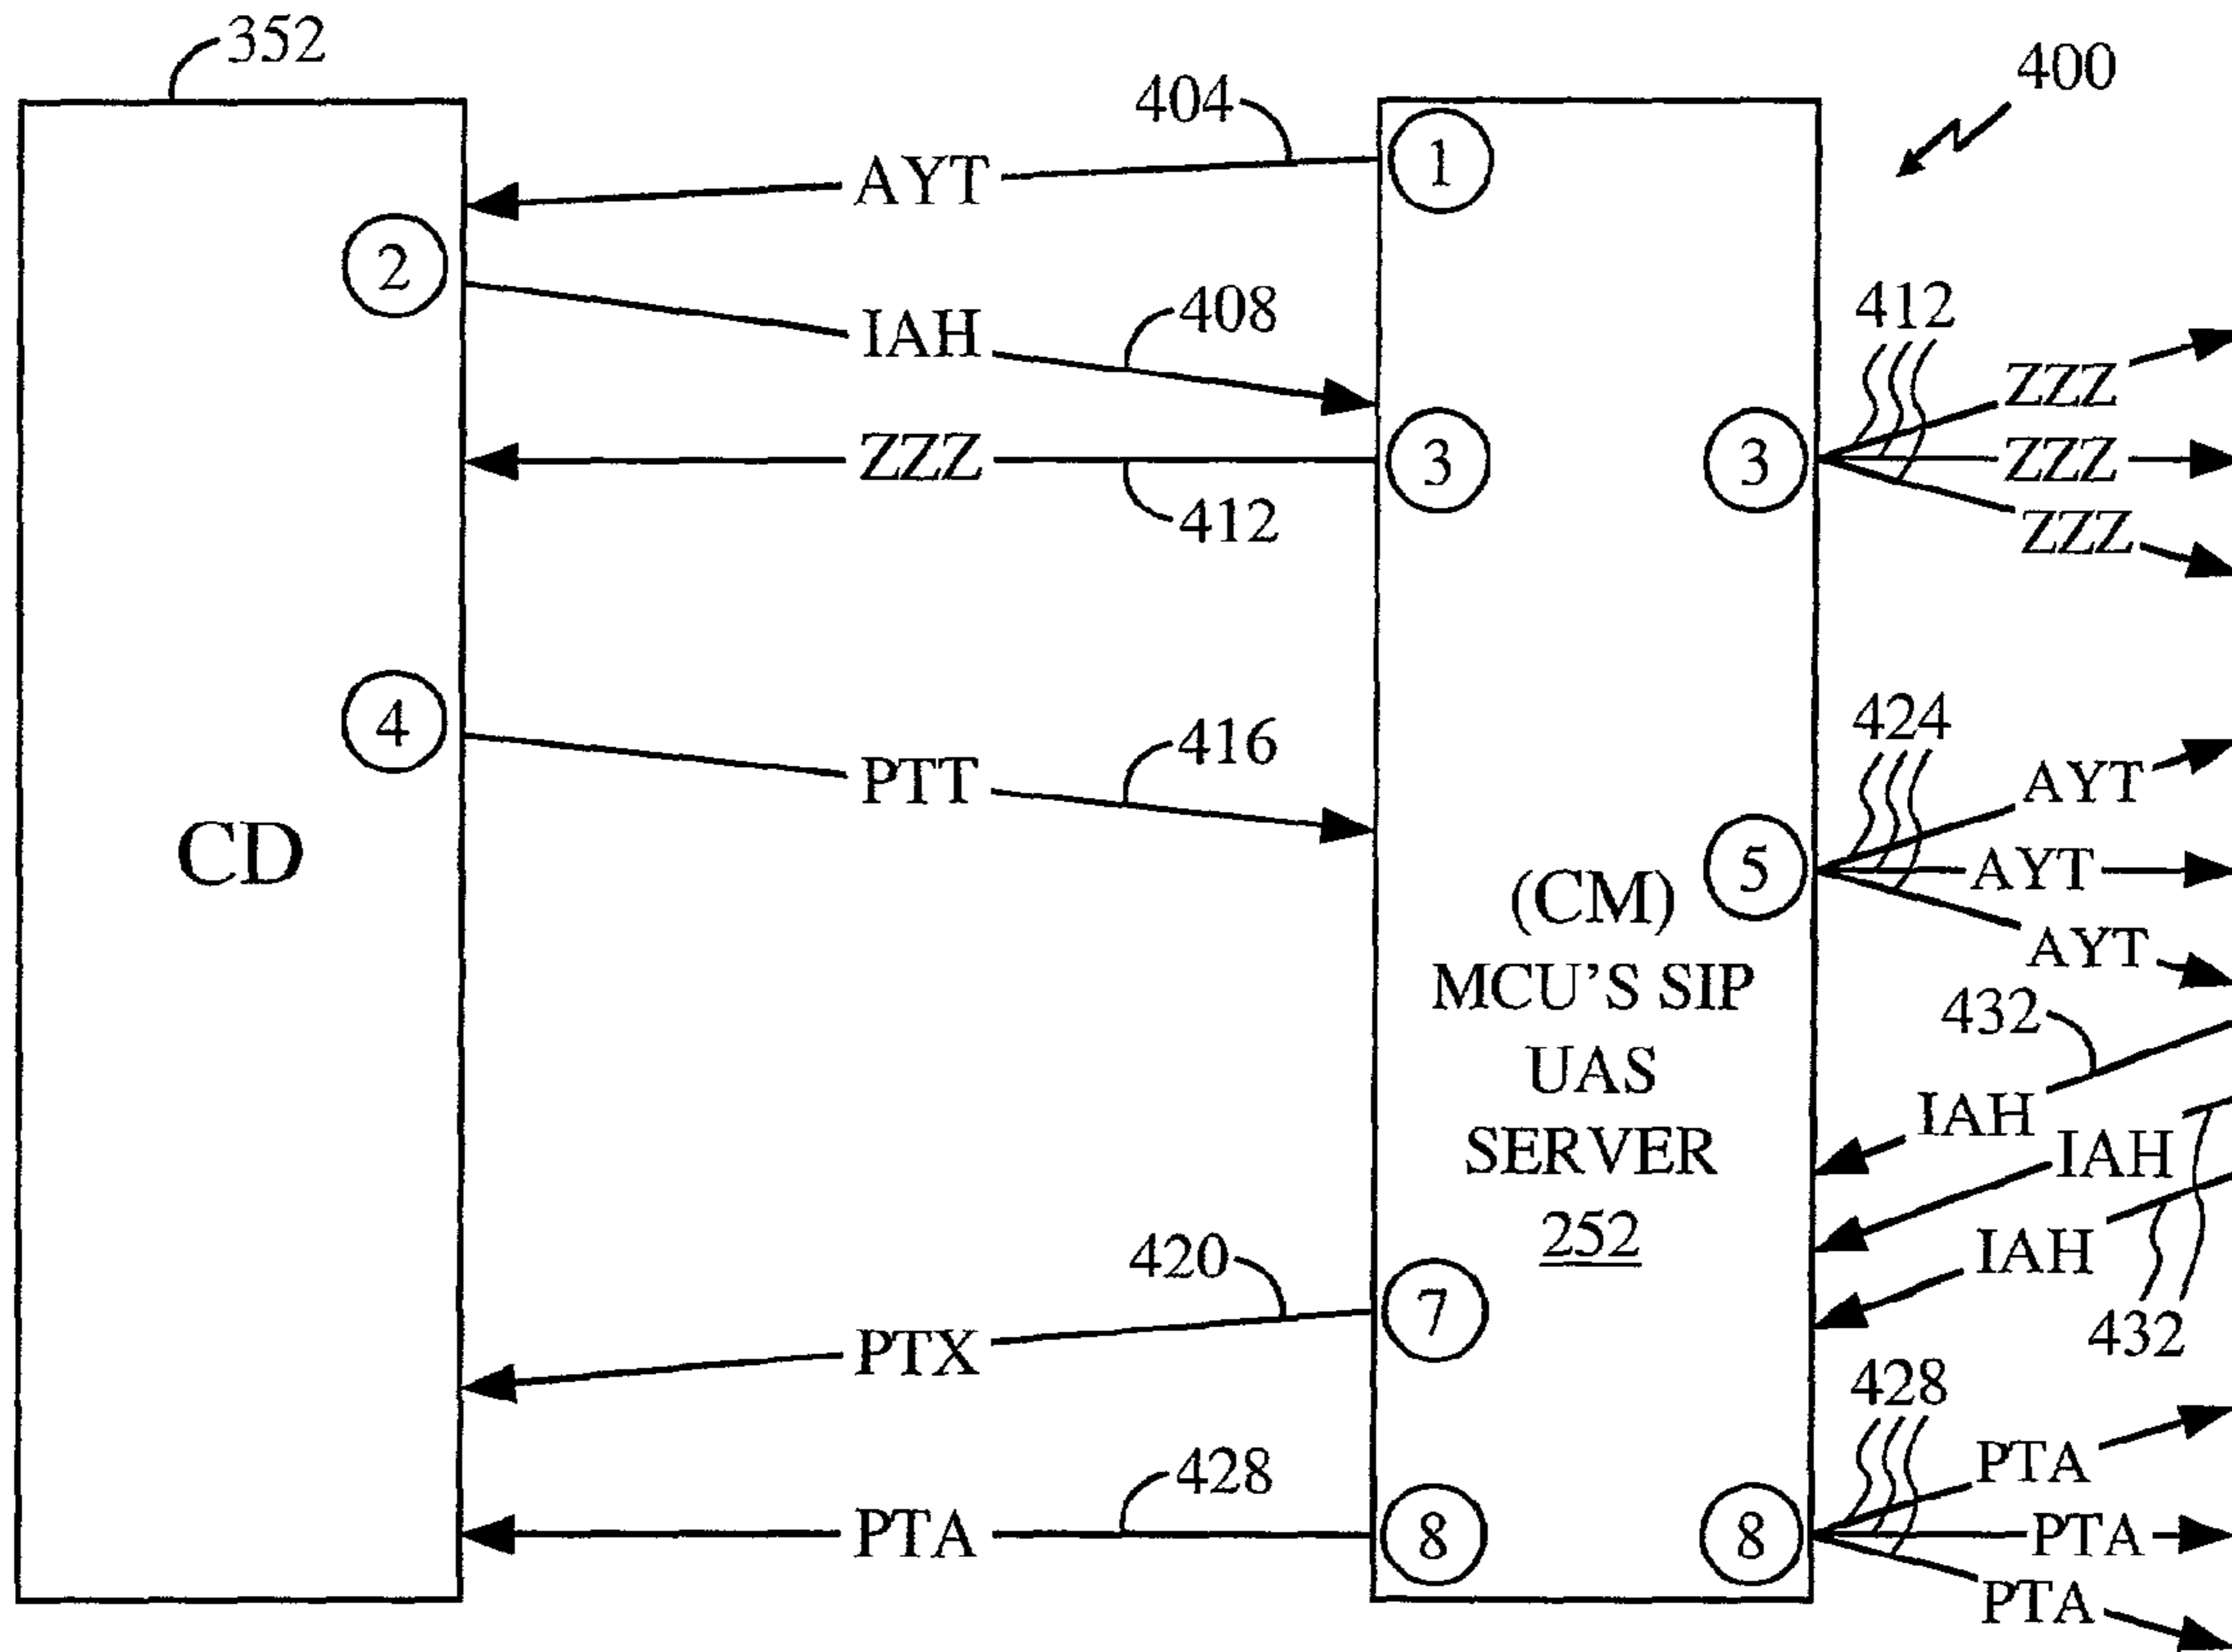 352
404
400
1
AYT
2
408
IAH
412
ZZZ
3
ZZZ
3
ZZZ
412
ZZZ
4
416
424
PTT
AYT
CD
5
AYT
(CM)
AYT
MCU'S SIP
432
UAS
IAH
SERVER
IAH
252
IAH
420
7
432
PTX
428
PTA
428
PTA
8
8
PTA
PTA